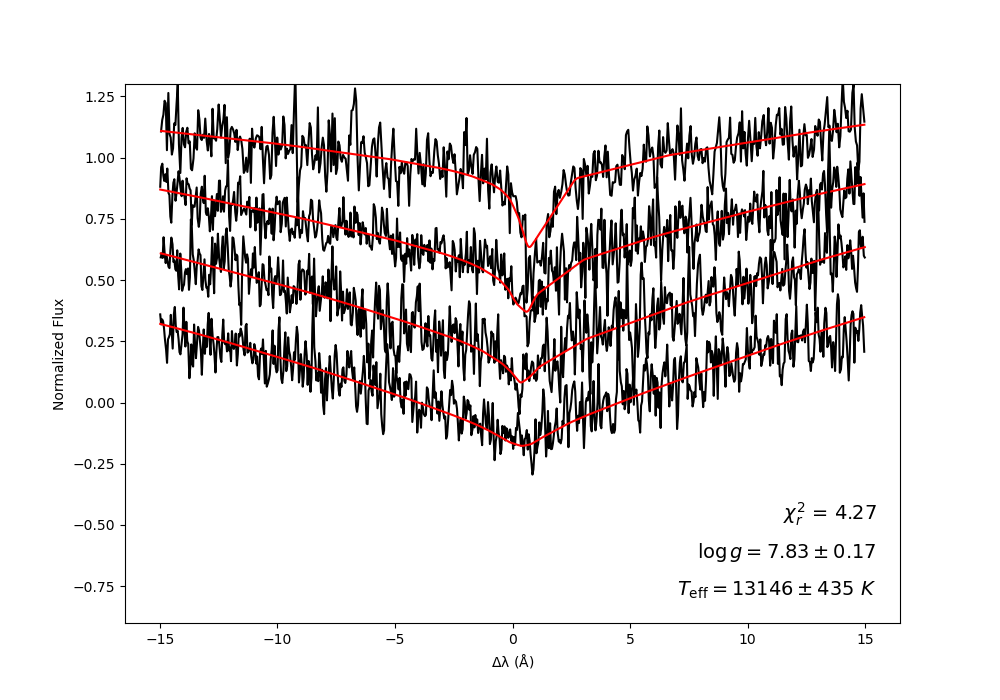 1.25
1.00
0.75
0.50
0.25
0.00
−0.25
−0.50
−0.75
Normalized Flux
χ²ᵣ = 4.27
log g = 7.83 ± 0.17
T_eff = 13146 ± 435 K
−15 −10 −5 0 5 10 15
Δλ (Å)